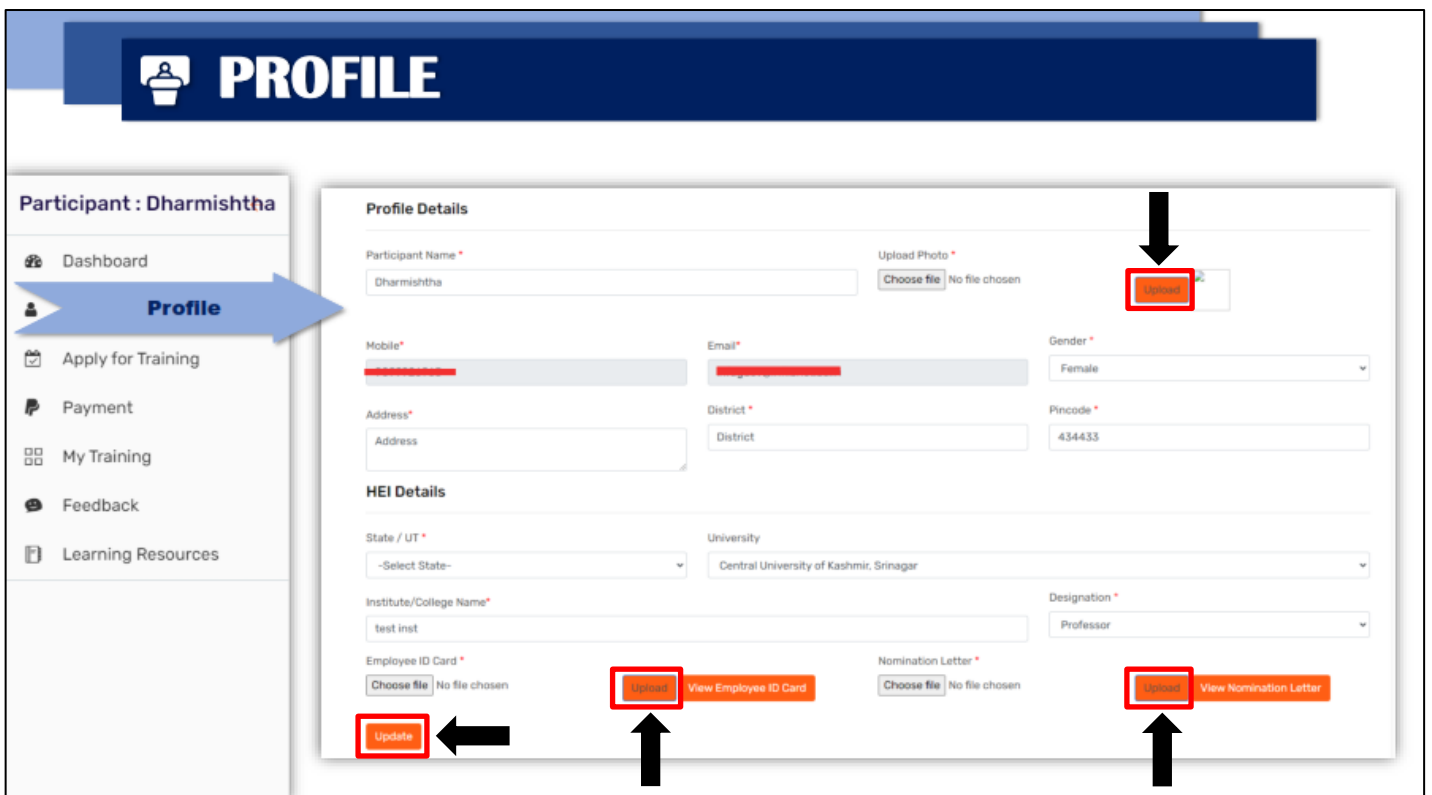 PROFILE
Participant : Dharmishtha
Dashboard
Profile
Apply for Training
Payment
My Training
Feedback
Learning Resources
Profile Details
Participant Name *
Upload Photo *
Dharmishtha
Choose file No file chosen
Upload
Mobile*
Email*
Gender *
Female
Address*
District *
Pincode *
Address
District
434433
HEI Details
State / UT *
University
-Select State-
Central University of Kashmir, Srinagar
Institute/College Name*
Designation *
test inst
Professor
Employee ID Card *
Nomination Letter *
Choose file No file chosen
Upload
View Employee ID Card
Choose file No file chosen
Upload
View Nomination Letter
Update